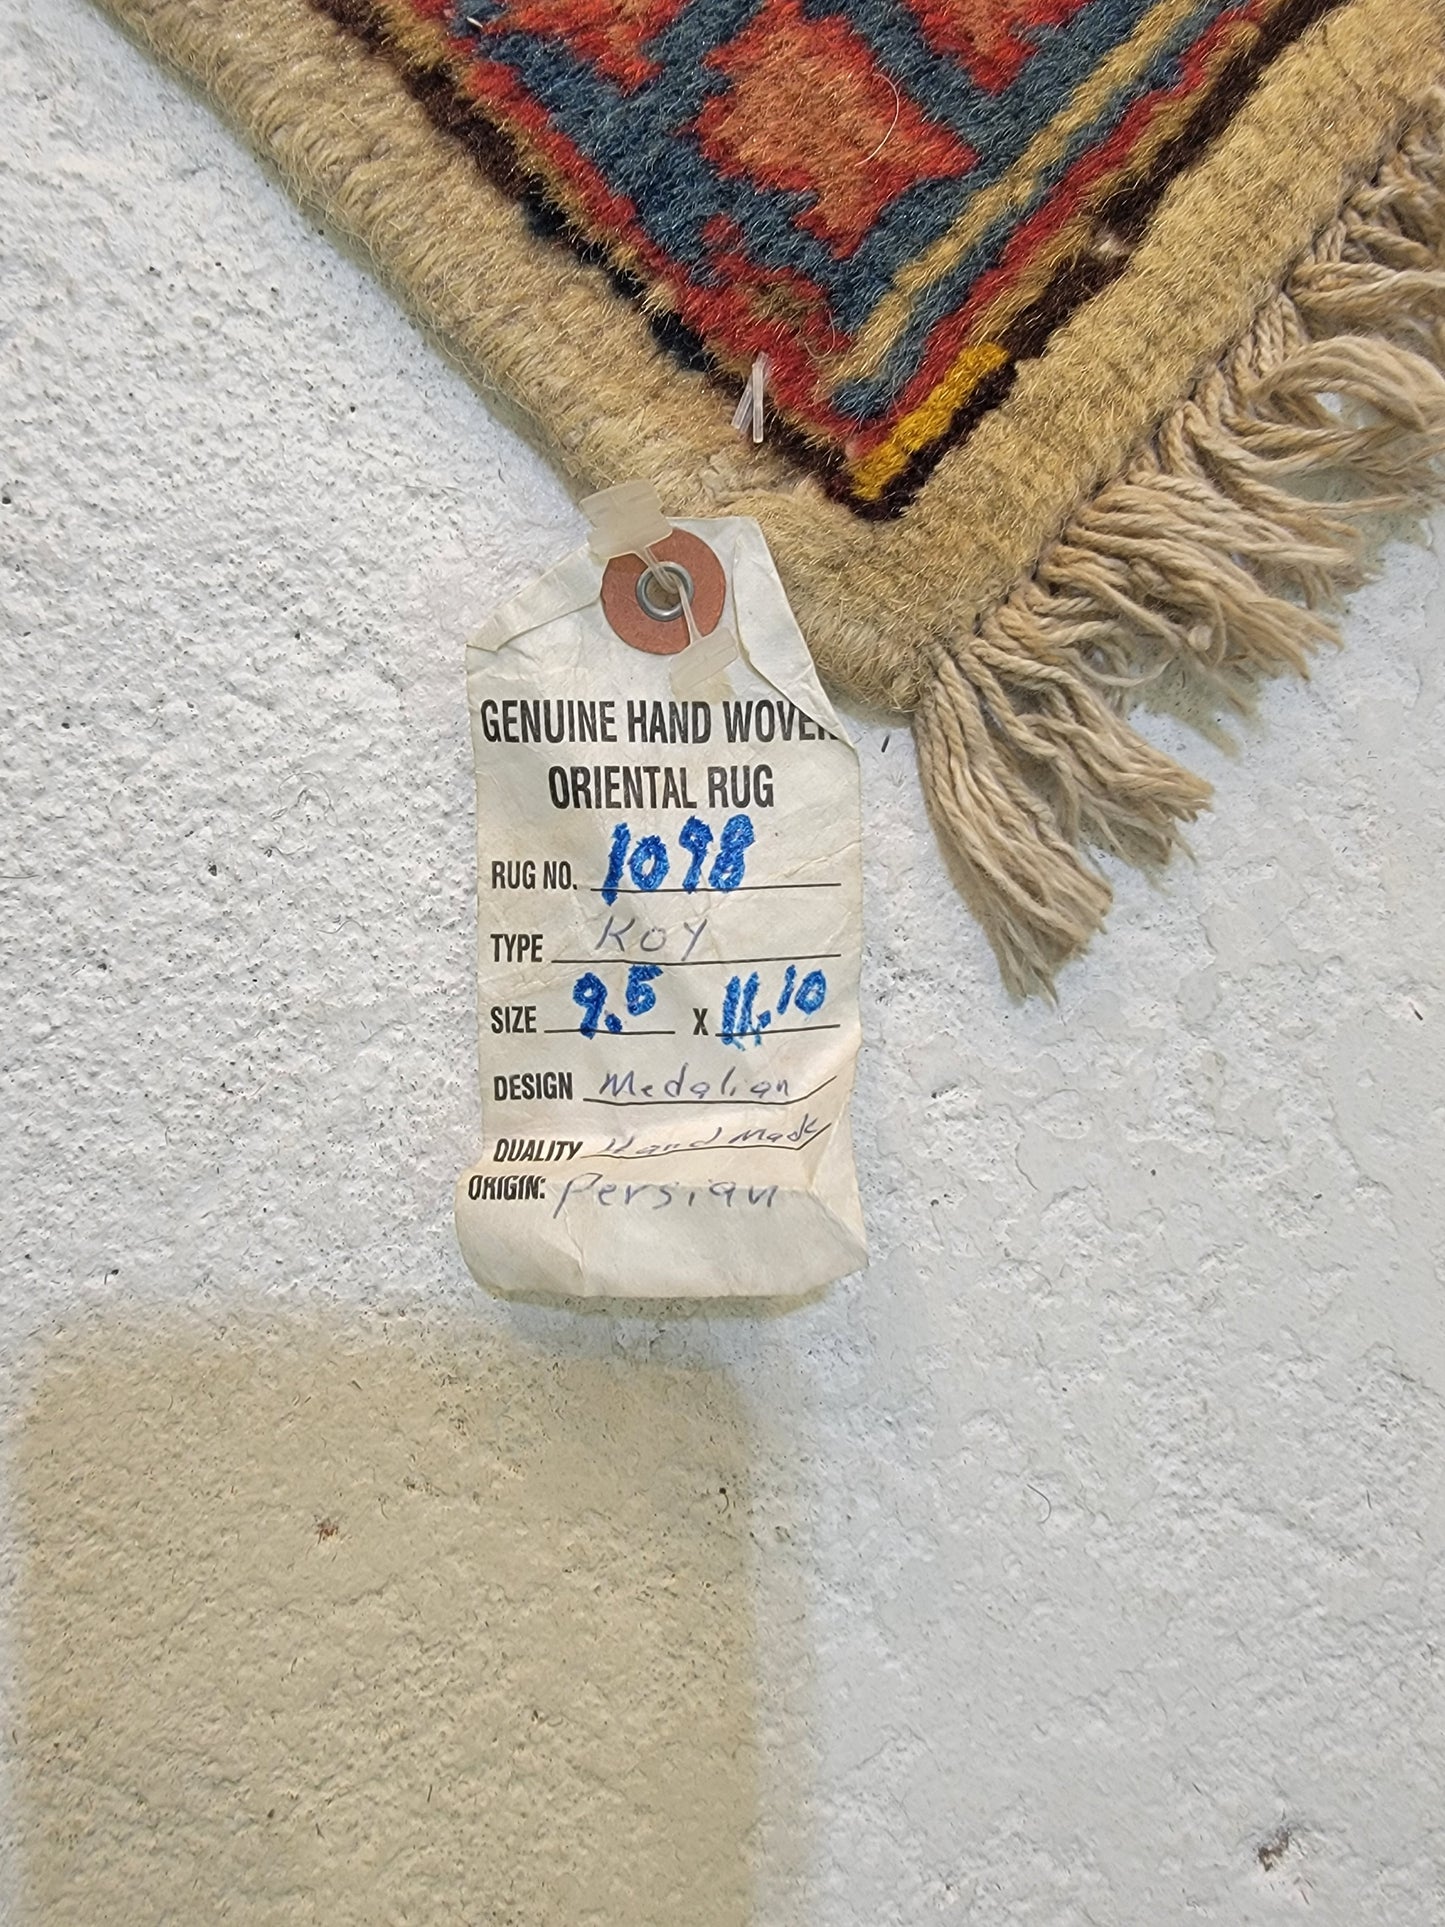 GENUINE HAND WOVEN
ORIENTAL RUG
RUG NO. 1098
TYPE KOY
SIZE 9.5 X 11.10
DESIGN Medalian
QUALITY Hand Made
ORIGIN: Persian